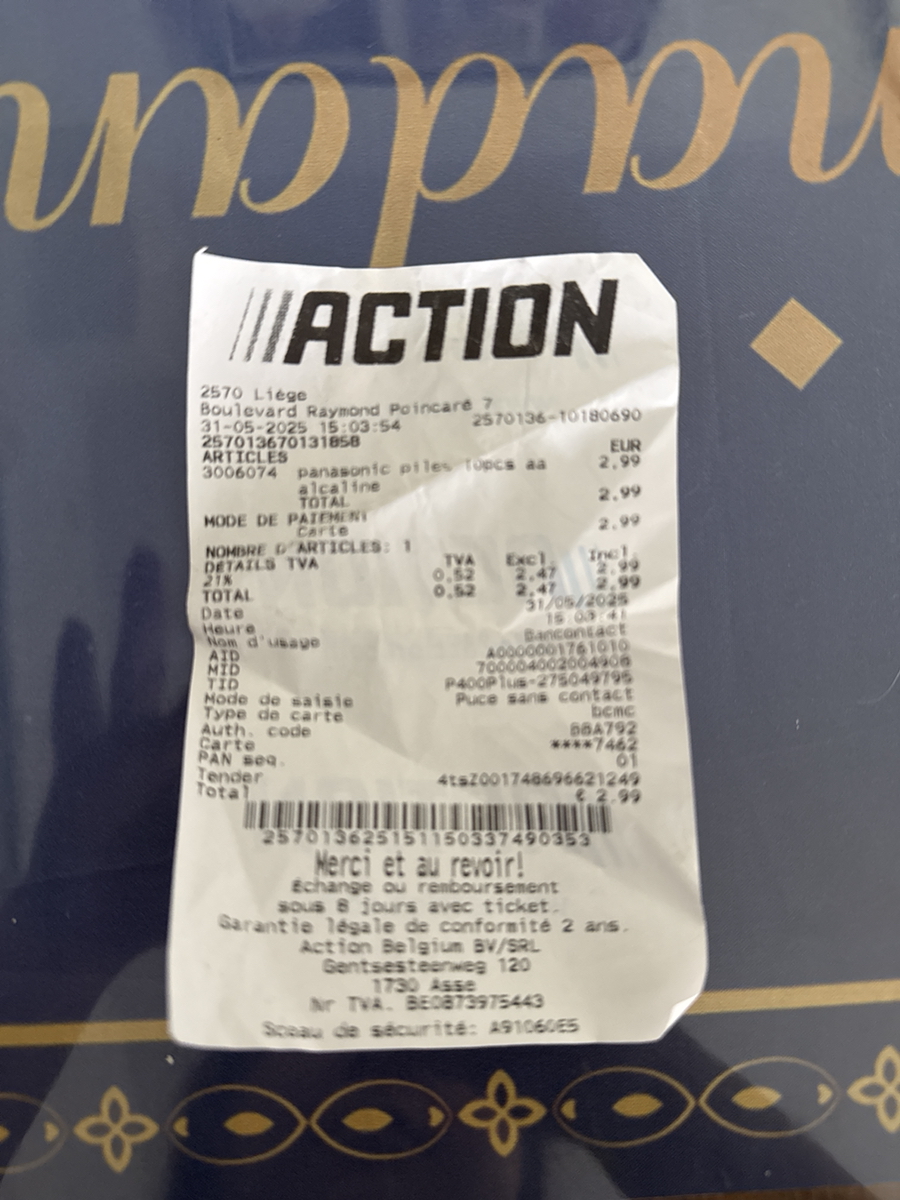 ACTION
2570 Liège
Boulevard Raymond Poincaré 7
31-05-2025 15:03:54 2570136-10180690
257013670131858
ARTICLES EUR
3006074 panasonic piles 10pcs aa 2.99
alcaline
TOTAL 2.99
MODE DE PAIEMENT
Carte 2.99
NOMBRE D'ARTICLES: 1
DETAILS TVA TVA Excl. Incl.
21% 0.52 2.47 2.99
TOTAL 0.52 2.47 2.99
Date 31/05/2025
Heure 15:03:41
Nom d'usage Bancontact
AID A0000001761010
MID 700004002004908
TID P400Plus-275049795
Mode de saisie Puce sans contact
Type de carte bcmc
Auth. code BBA792
Carte ****7462
PAN seq. 01
Tender 4tsZ001748696621249
Total € 2.99
257013625151150337490353
Merci et au revoir!
Échange ou remboursement
sous 8 jours avec ticket.
Garantie légale de conformité 2 ans.
Action Belgium BV/SRL
Gentsesteenweg 120
1730 Asse
Nr TVA. BE0873975443
Sceau de sécurité: A91060E5